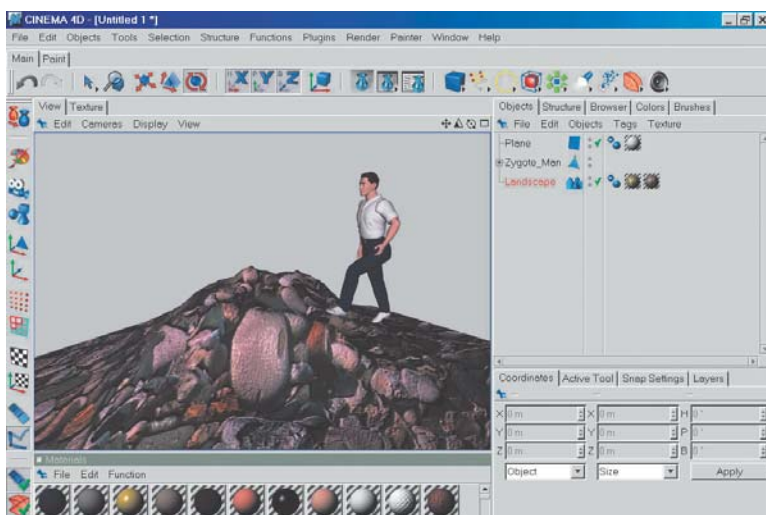 CINEMA 4D - [Untitled 1 *]
File Edit Objects Tools Selection Structure Functions Plugins Render Painter Window Help
Main Paint
View Texture
Edit Cameras Display View
Objects Structure Browser Colors Brushes
File Edit Objects Tags Texture
Plane
Zygote_Man
Landscape
Coordinates Active Tool Snap Settings Layers
X 0 m X 0 m H 0 °
Y 0 m Y 0 m P 0 °
Z 0 m Z 0 m B 0 °
Object Size Apply
Materials
File Edit Function